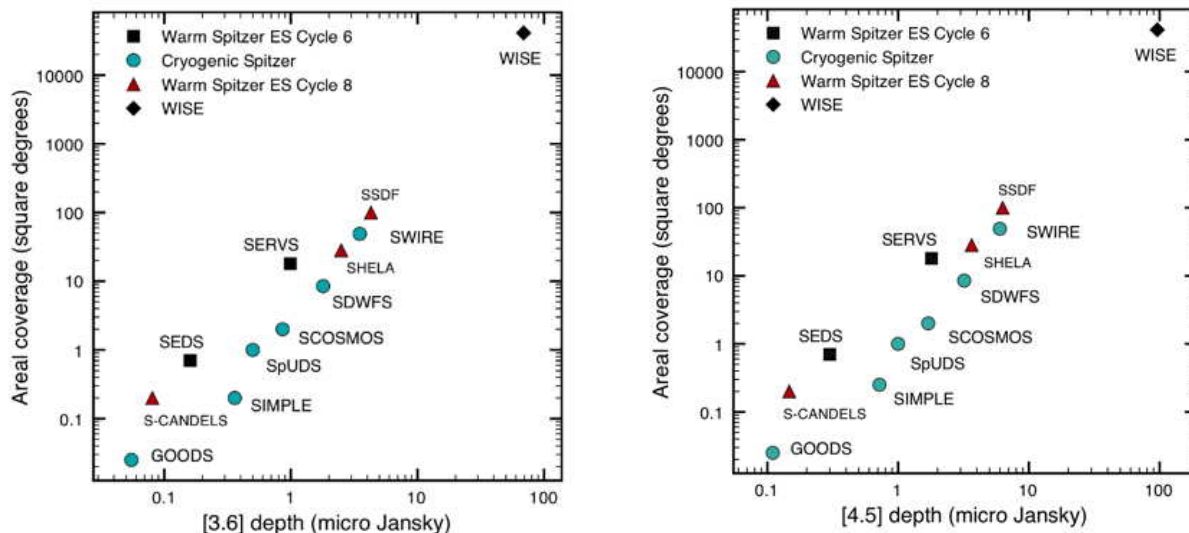 Warm Spitzer ES Cycle 6
Cryogenic Spitzer
Warm Spitzer ES Cycle 8
WISE
WISE
SSDF
SERVS
SWIRE
SHELA
SDWFS
SEDS
SCOSMOS
SpUDS
S-CANDELS
SIMPLE
GOODS
10000
1000
100
10
1
0.1
Areal coverage (square degrees)
0.1 1 10 100
[3.6] depth (micro Jansky)
Warm Spitzer ES Cycle 6
Cryogenic Spitzer
Warm Spitzer ES Cycle 8
WISE
WISE
SSDF
SERVS
SWIRE
SHELA
SDWFS
SEDS
SCOSMOS
SpUDS
S-CANDELS
SIMPLE
GOODS
10000
1000
100
10
1
0.1
Areal coverage (square degrees)
0.1 1 10 100
[4.5] depth (micro Jansky)